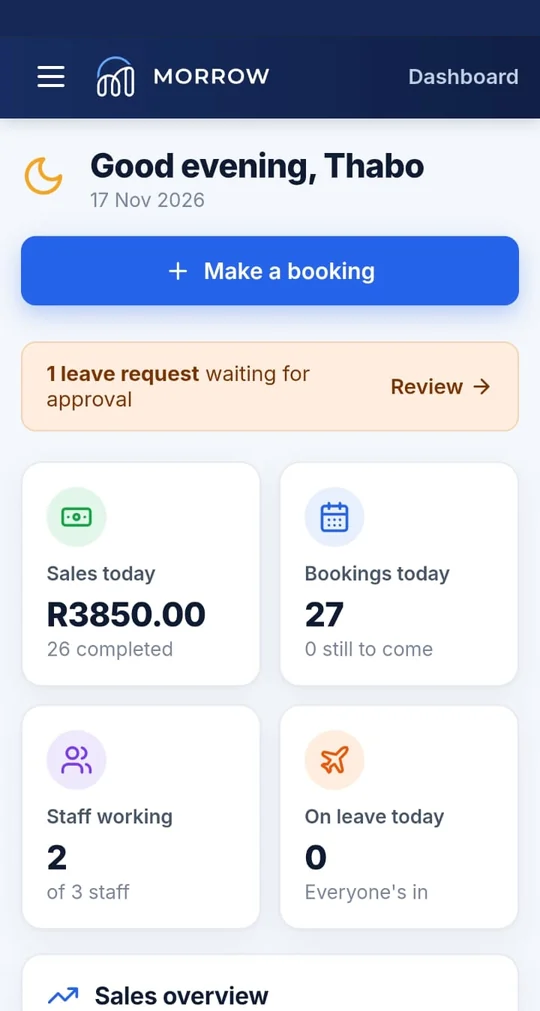 MORROW
Dashboard
Good evening, Thabo
17 Nov 2026
Make a booking
1 leave request waiting for
approval
Review →
Sales today
R3850.00
26 completed
Bookings today
27
0 still to come
Staff working
2
of 3 staff
On leave today
0
Everyone's in
Sales overview